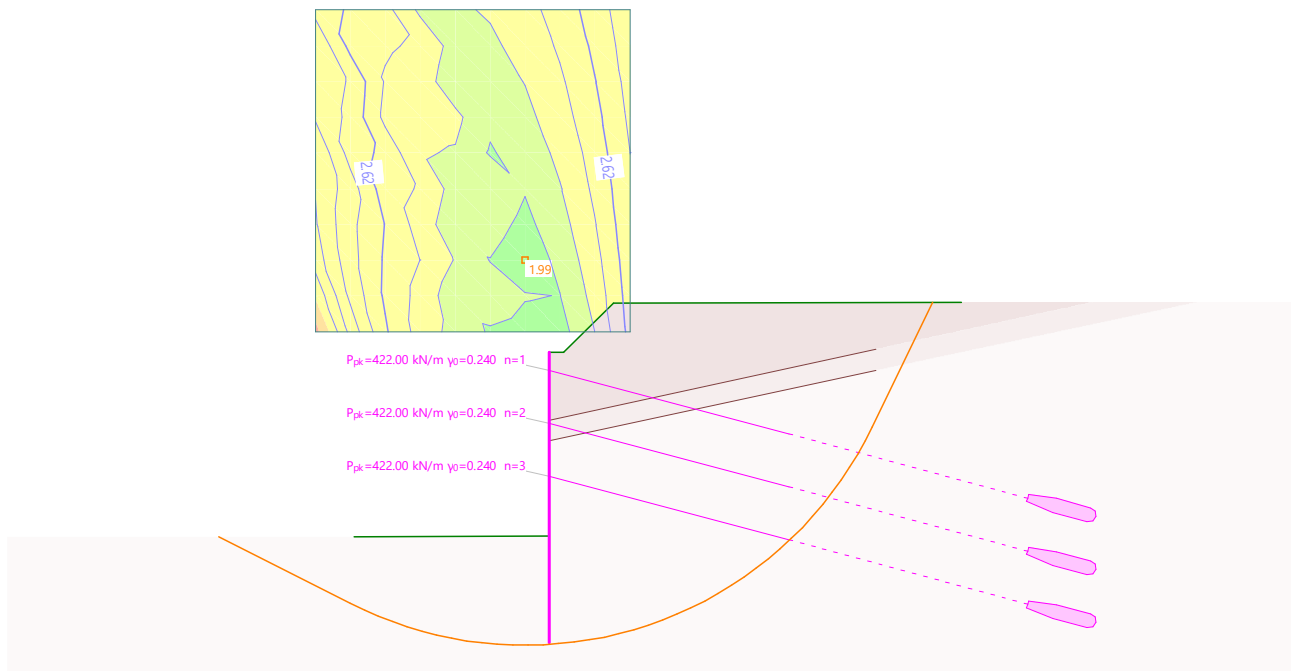 2.62
2.62
1.99
Ppk=422.00 kN/m γ0=0.240 n=1
Ppk=422.00 kN/m γ0=0.240 n=2
Ppk=422.00 kN/m γ0=0.240 n=3